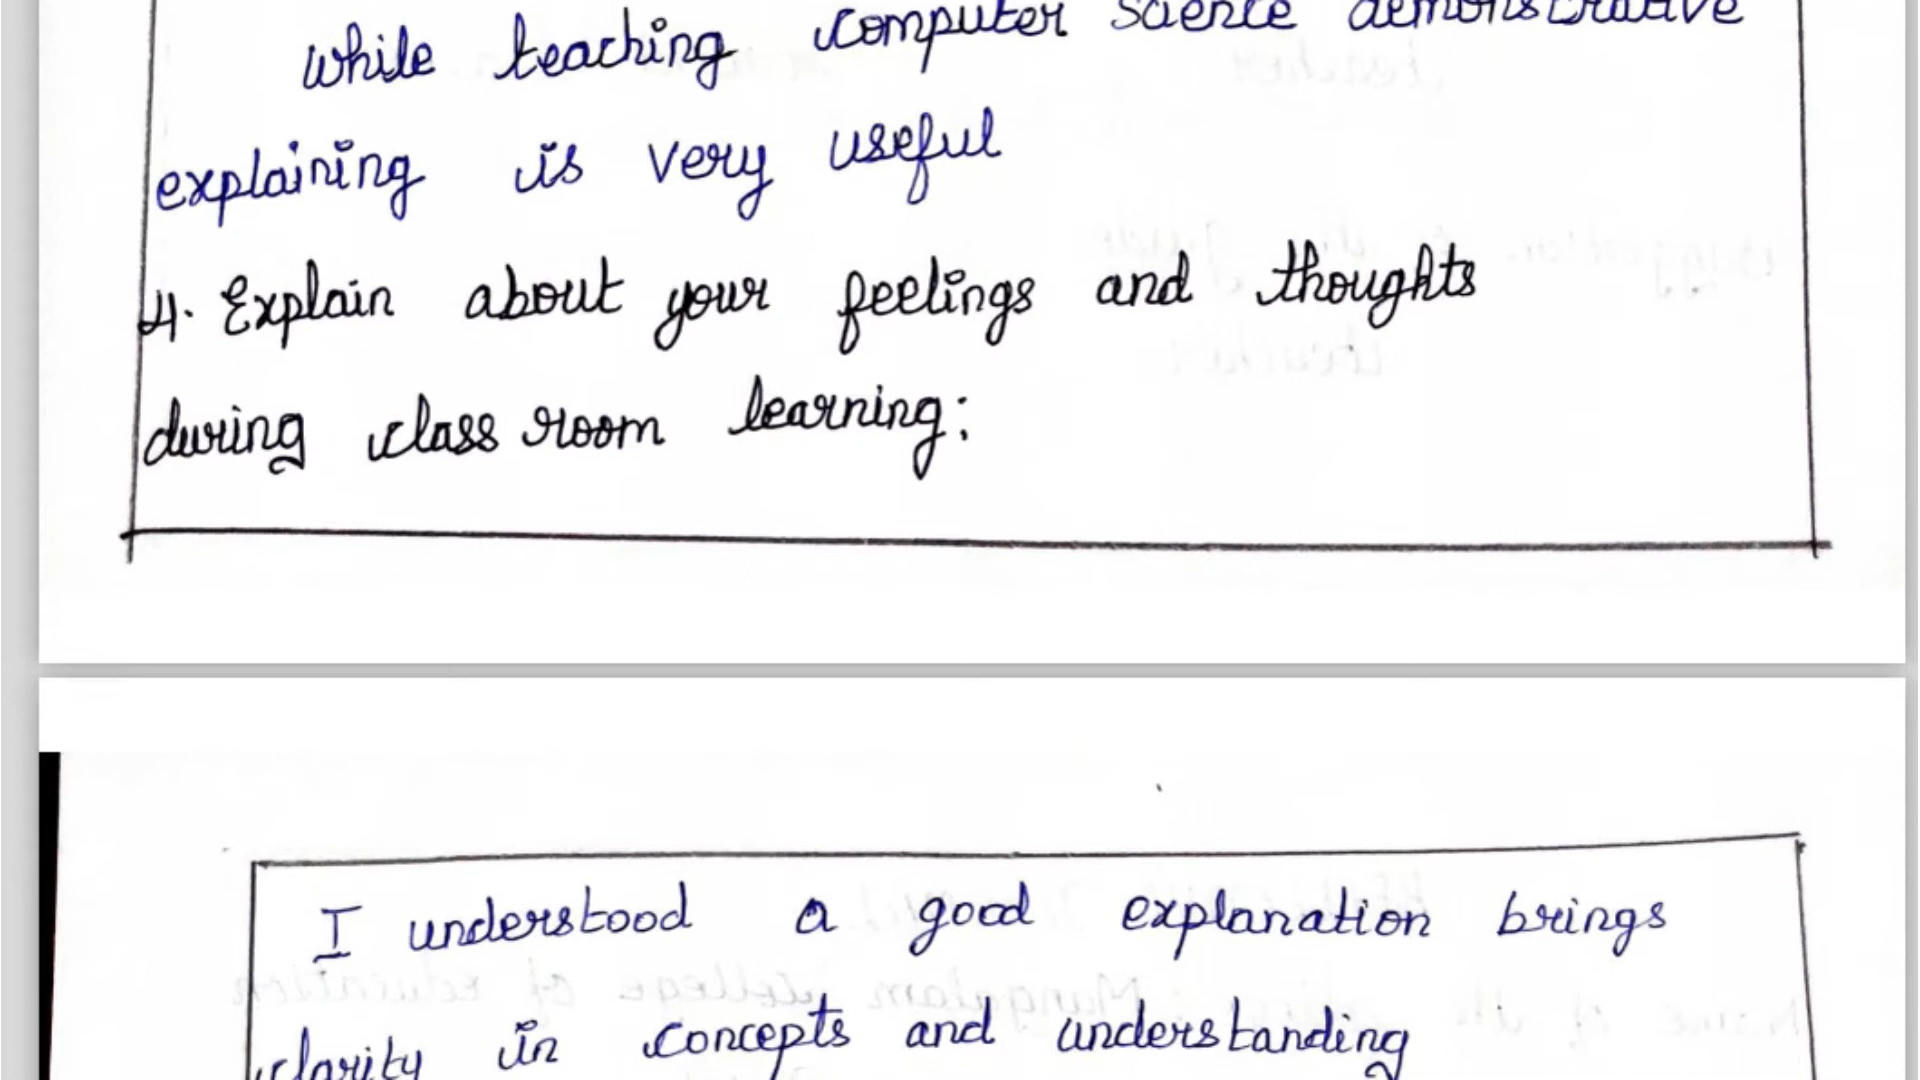 while teaching computer science demonstrative
explaining is very useful
4. Explain about your feelings and thoughts
during class room learning:
I understood a good explanation brings
clarity in concepts and understanding